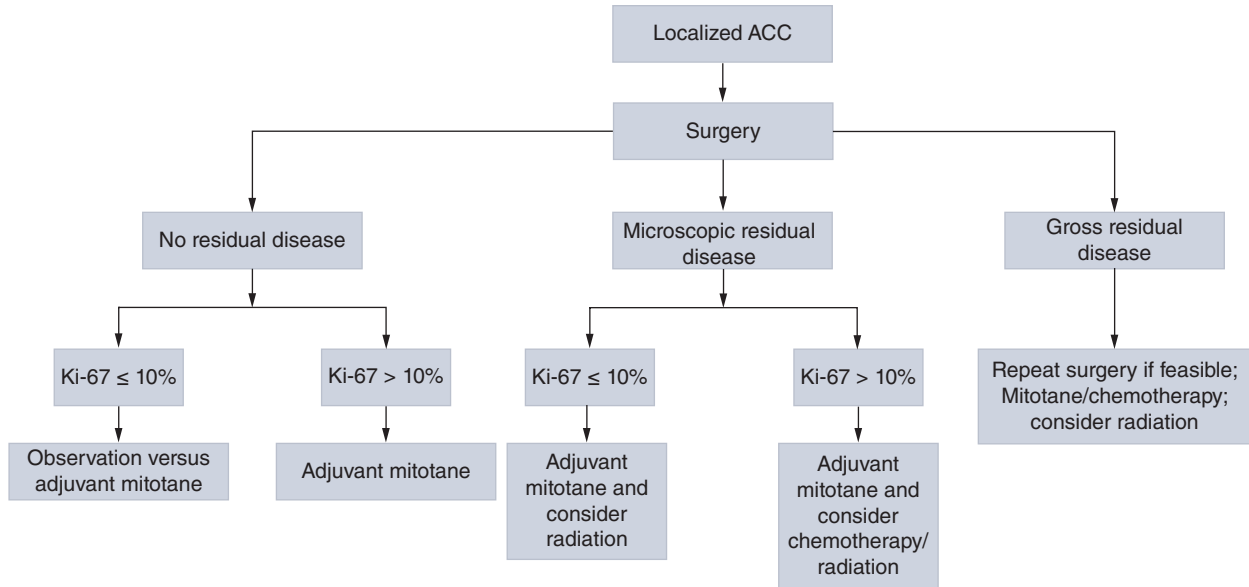 Localized ACC
Surgery
No residual disease
Microscopic residual
disease
Gross residual
disease
Ki-67 ≤ 10%
Ki-67 > 10%
Ki-67 ≤ 10%
Ki-67 > 10%
Repeat surgery if feasible;
Mitotane/chemotherapy;
consider radiation
Observation versus
adjuvant mitotane
Adjuvant mitotane
Adjuvant
mitotane and
consider
radiation
Adjuvant
mitotane and
consider
chemotherapy/
radiation